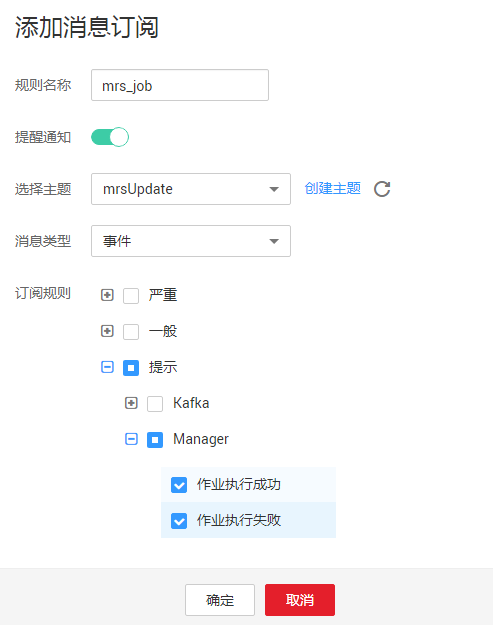 添加消息订阅
规则名称 mrs_job
提醒通知
选择主题 mrsUpdate 创建主题
消息类型 事件
订阅规则 严重
一般
提示
Kafka
Manager
作业执行成功
作业执行失败
确定 取消